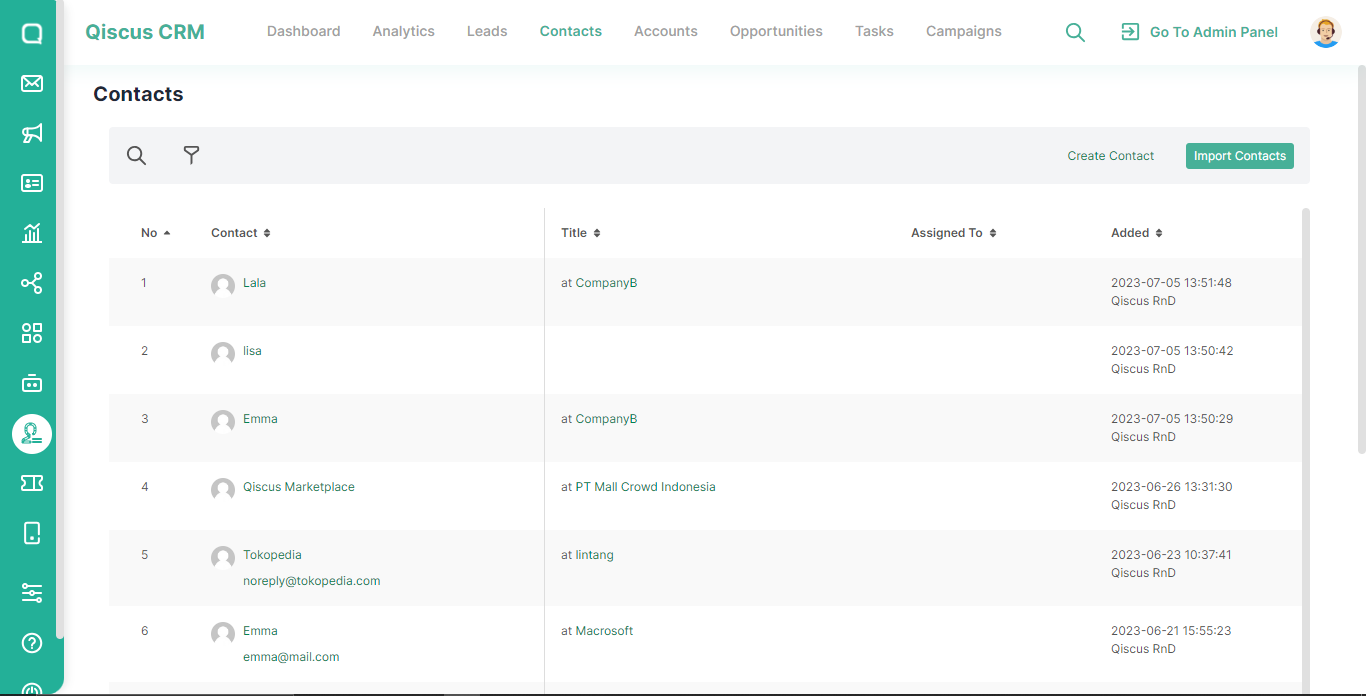 Qiscus CRM
Dashboard Analytics Leads Contacts Accounts Opportunities Tasks Campaigns
Go To Admin Panel
Contacts
Create Contact Import Contacts
No Contact Title Assigned To Added
1 Lala at CompanyB 2023-07-05 13:51:48
Qiscus RnD
2 lisa 2023-07-05 13:50:42
Qiscus RnD
3 Emma at CompanyB 2023-07-05 13:50:29
Qiscus RnD
4 Qiscus Marketplace at PT Mall Crowd Indonesia 2023-06-26 13:31:30
Qiscus RnD
5 Tokopedia at lintang 2023-06-23 10:37:41
Qiscus RnD
noreply@tokopedia.com
6 Emma at Macrosoft 2023-06-21 15:55:23
Qiscus RnD
emma@mail.com